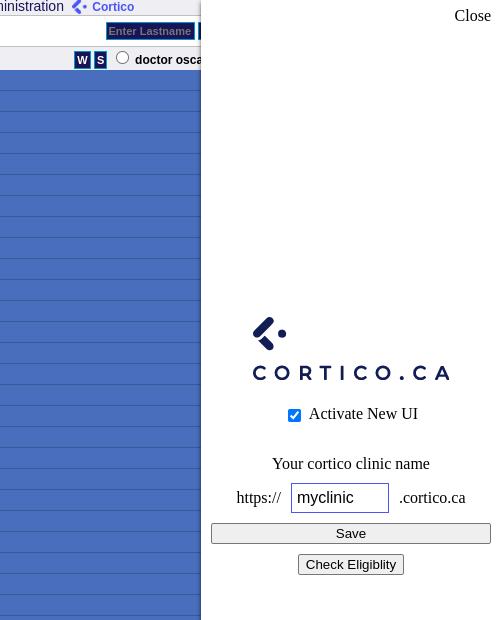 ministration Cortico
Close
Enter Lastname
W S doctor osca
CORTICO.CA
Activate New UI
Your cortico clinic name
https:// myclinic .cortico.ca
Save
Check Eligiblity